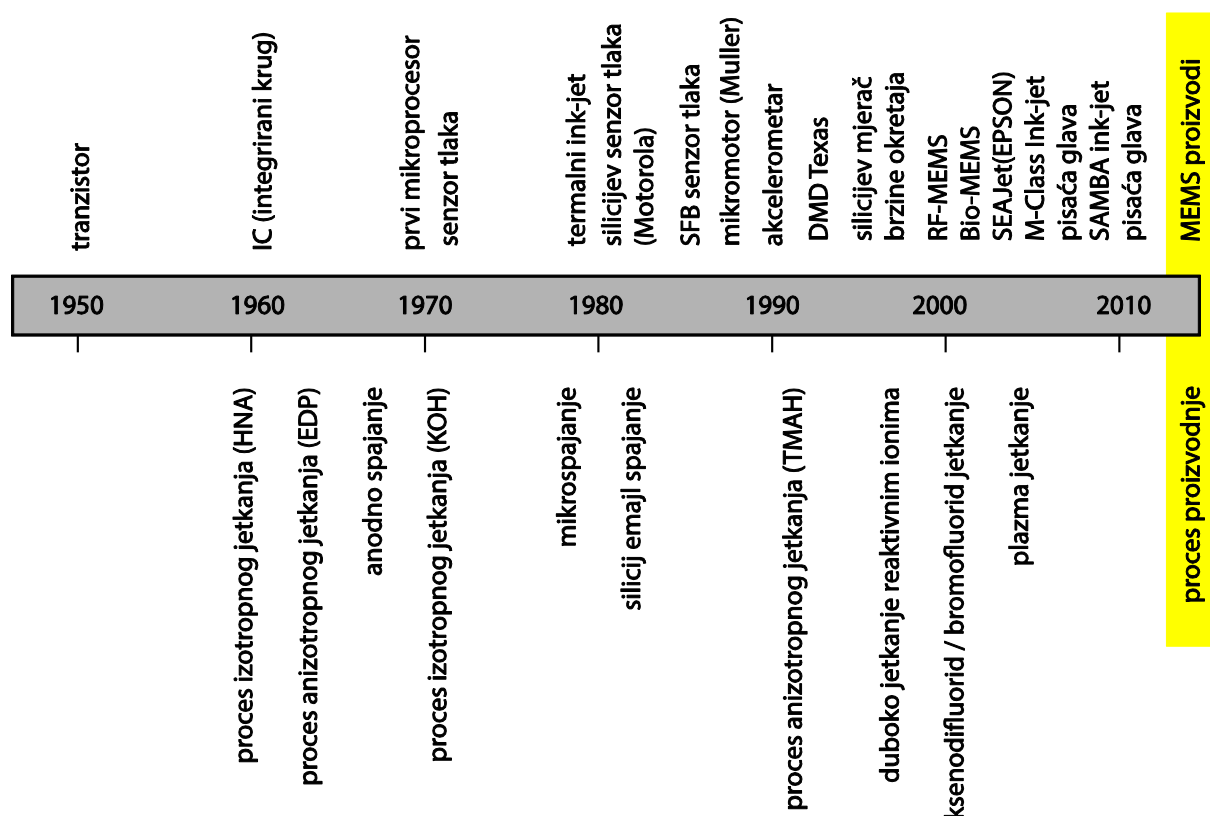 tranzistor
IC (integrirani krug)
prvi mikroprocesor
senzor tlaka
termalni ink-jet
silicijev senzor tlaka
(Motorola)
SFB senzor tlaka
mikromotor (Muller)
akcelerometar
DMD Texas
silicijev mjerač
brzine okretaja
RF-MEMS
Bio-MEMS
SEAJet(EPSON)
M-Class Ink-jet
pisaća glava
SAMBA ink-jet
pisaća glava
MEMS proizvodi
1950
1960
1970
1980
1990
2000
2010
proces izotropnog jetkanja (HNA)
proces anizotropnog jetkanja (EDP)
anodno spajanje
proces izotropnog jetkanja (KOH)
mikrospajanje
silicij emajl spajanje
proces anizotropnog jetkanja (TMAH)
duboko jetkanje reaktivnim ionima
ksenodifluorid / bromofluorid jetkanje
plazma jetkanje
proces proizvodnje